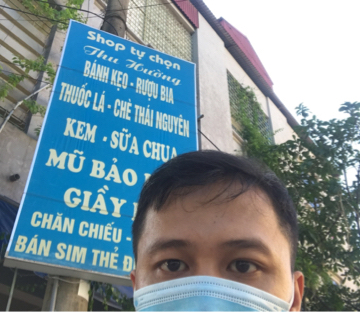 Shop tự chọn
Thu Hường
BÁNH KẸO - RƯỢU BIA
THUỐC LÁ - CHÈ THÁI NGUYÊN
KEM - SỮA CHUA
MŨ BẢO
GIẦY
CHĂN CHIẾU -
BÁN SIM THẺ